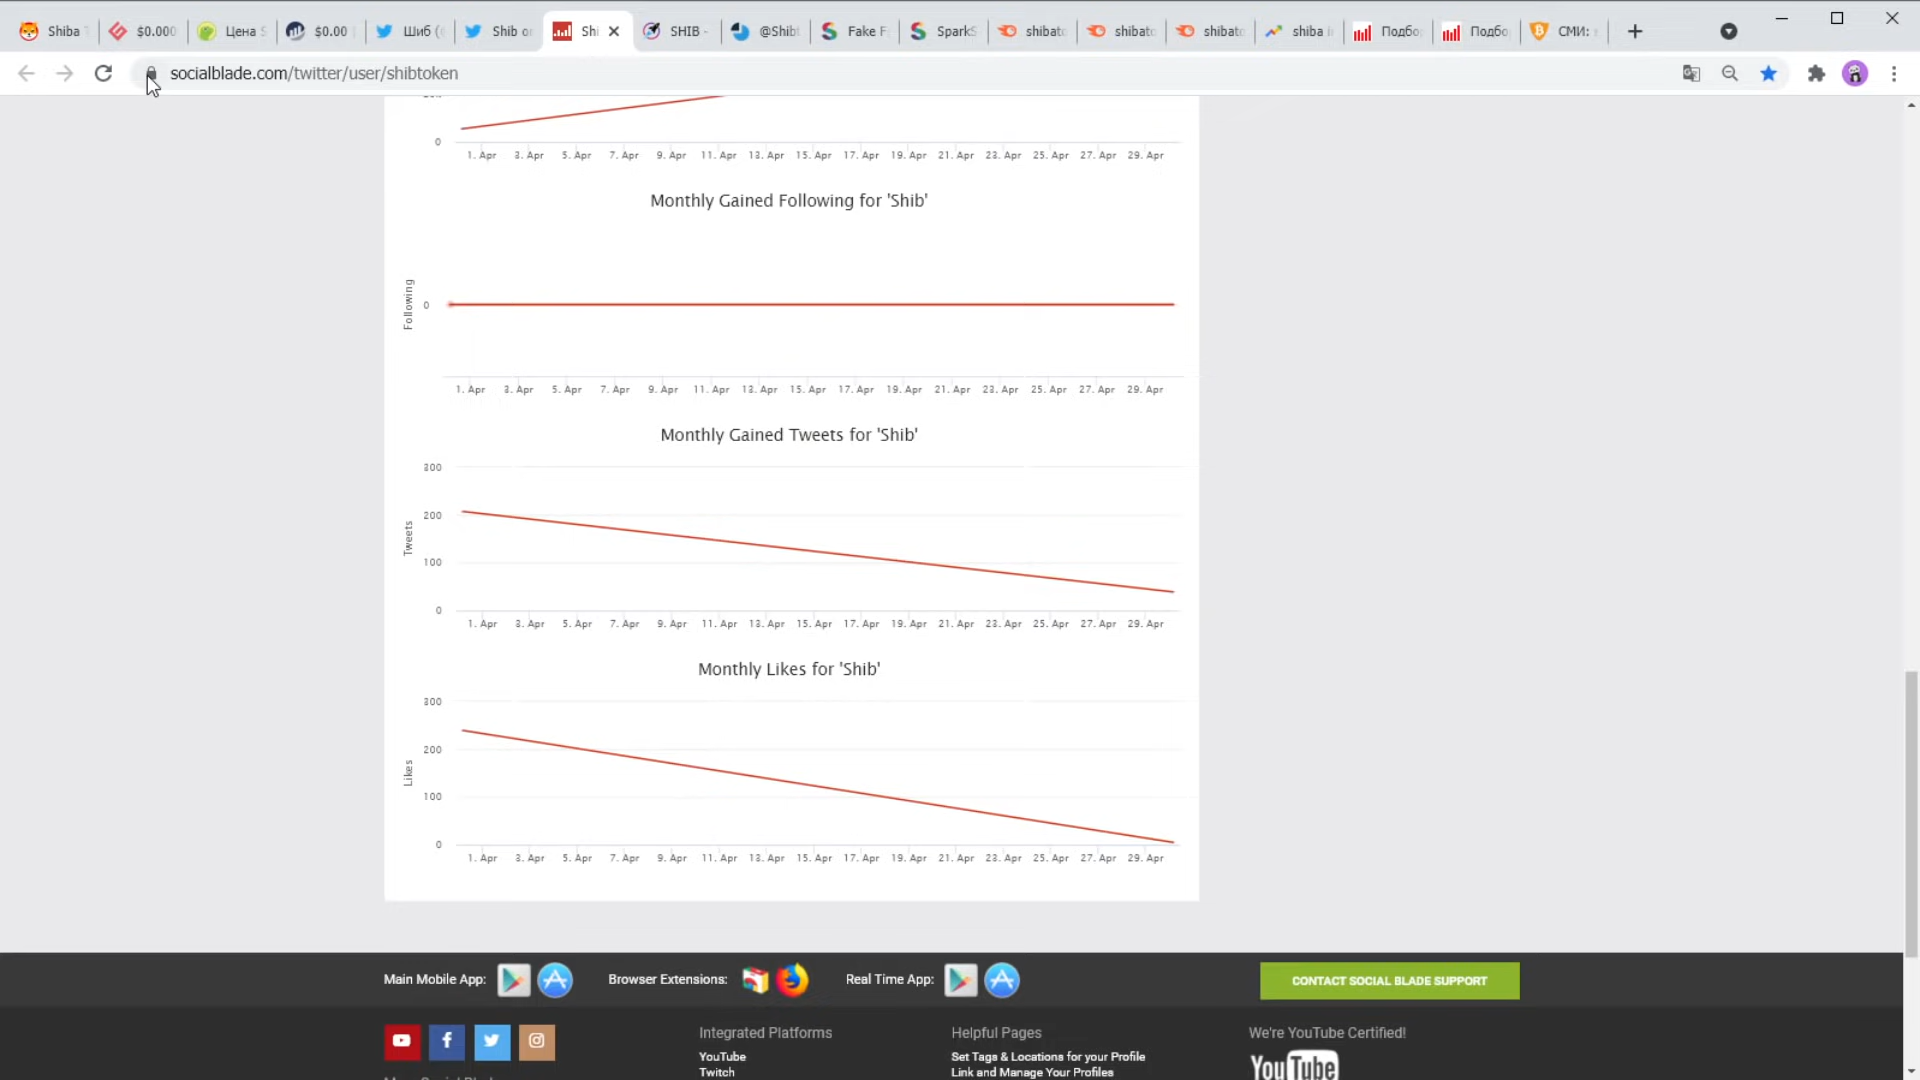 Shiba
$0.000
Цена
$0.00
Шиб (
Shib
Shi
SHIB -
@Shib
Fake F
SparkS
shibat
shibat
shibat
shiba i
Подбо
Подбо
СМИ:
socialblade.com/twitter/user/shibtoken
0
1. Apr 3. Apr 5. Apr 7. Apr 9. Apr 11. Apr 13. Apr 15. Apr 17. Apr 19. Apr 21. Apr 23. Apr 25. Apr 27. Apr 29. Apr
Monthly Gained Following for 'Shib'
Following
0
1. Apr 3. Apr 5. Apr 7. Apr 9. Apr 11. Apr 13. Apr 15. Apr 17. Apr 19. Apr 21. Apr 23. Apr 25. Apr 27. Apr 29. Apr
Monthly Gained Tweets for 'Shib'
Tweets
300
200
100
0
1. Apr 3. Apr 5. Apr 7. Apr 9. Apr 11. Apr 13. Apr 15. Apr 17. Apr 19. Apr 21. Apr 23. Apr 25. Apr 27. Apr 29. Apr
Monthly Likes for 'Shib'
Likes
300
200
100
0
1. Apr 3. Apr 5. Apr 7. Apr 9. Apr 11. Apr 13. Apr 15. Apr 17. Apr 19. Apr 21. Apr 23. Apr 25. Apr 27. Apr 29. Apr
Main Mobile App: Browser Extensions: Real Time App: CONTACT SOCIAL BLADE SUPPORT
Integrated Platforms
YouTube
Twitch
Helpful Pages
Set Tags & Locations for your Profile
Link and Manage Your Profiles
We're YouTube Certified!
YouTube